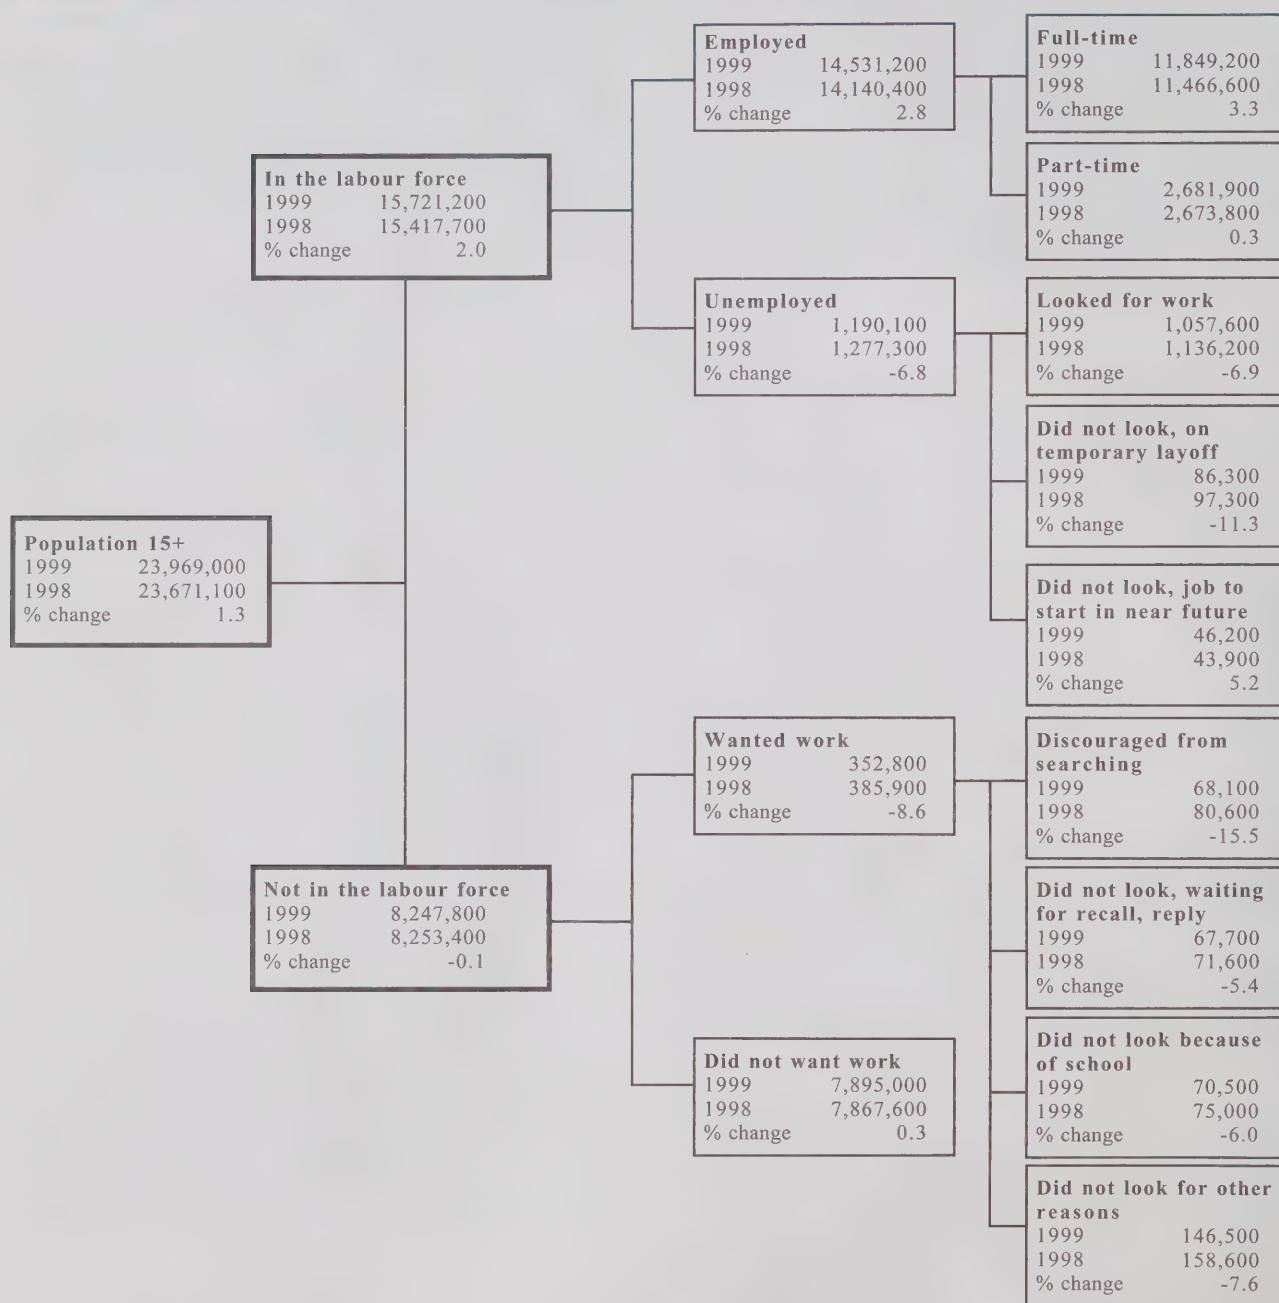 Employed
1999 14,531,200
1998 14,140,400
% change 2.8
Full-time
1999 11,849,200
1998 11,466,600
% change 3.3
Part-time
1999 2,681,900
1998 2,673,800
% change 0.3
In the labour force
1999 15,721,200
1998 15,417,700
% change 2.0
Unemployed
1999 1,190,100
1998 1,277,300
% change -6.8
Looked for work
1999 1,057,600
1998 1,136,200
% change -6.9
Did not look, on
temporary layoff
1999 86,300
1998 97,300
% change -11.3
Population 15+
1999 23,969,000
1998 23,671,100
% change 1.3
Did not look, job to
start in near future
1999 46,200
1998 43,900
% change 5.2
Wanted work
1999 352,800
1998 385,900
% change -8.6
Discouraged from
searching
1999 68,100
1998 80,600
% change -15.5
Not in the labour force
1999 8,247,800
1998 8,253,400
% change -0.1
Did not look, waiting
for recall, reply
1999 67,700
1998 71,600
% change -5.4
Did not want work
1999 7,895,000
1998 7,867,600
% change 0.3
Did not look because
of school
1999 70,500
1998 75,000
% change -6.0
Did not look for other
reasons
1999 146,500
1998 158,600
% change -7.6